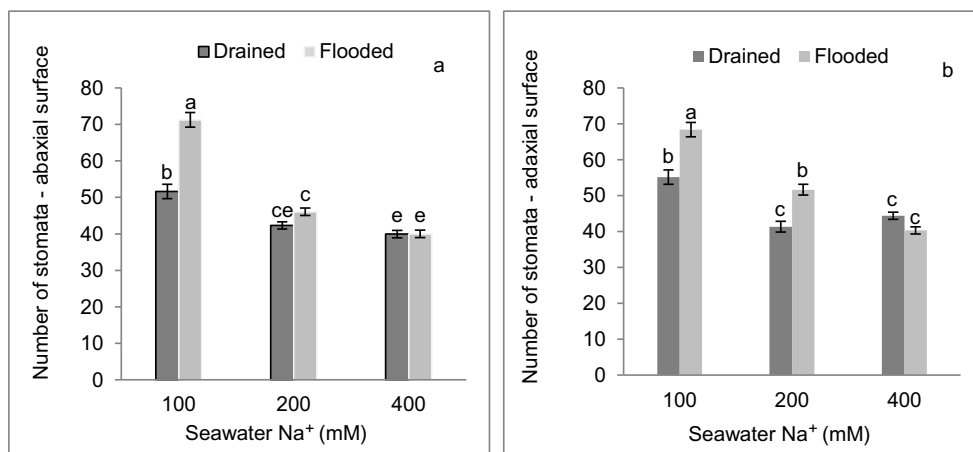 Drained Flooded
a
Number of stomata - abaxial surface
80
70
60
50
40
30
20
10
0
b a
ce c
e e
100 200 400
Seawater Na⁺ (mM)
Drained Flooded
b
Number of stomata - adaxial surface
80
70
60
50
40
30
20
10
0
b a
c b
c c
100 200 400
Seawater Na⁺ (mM)